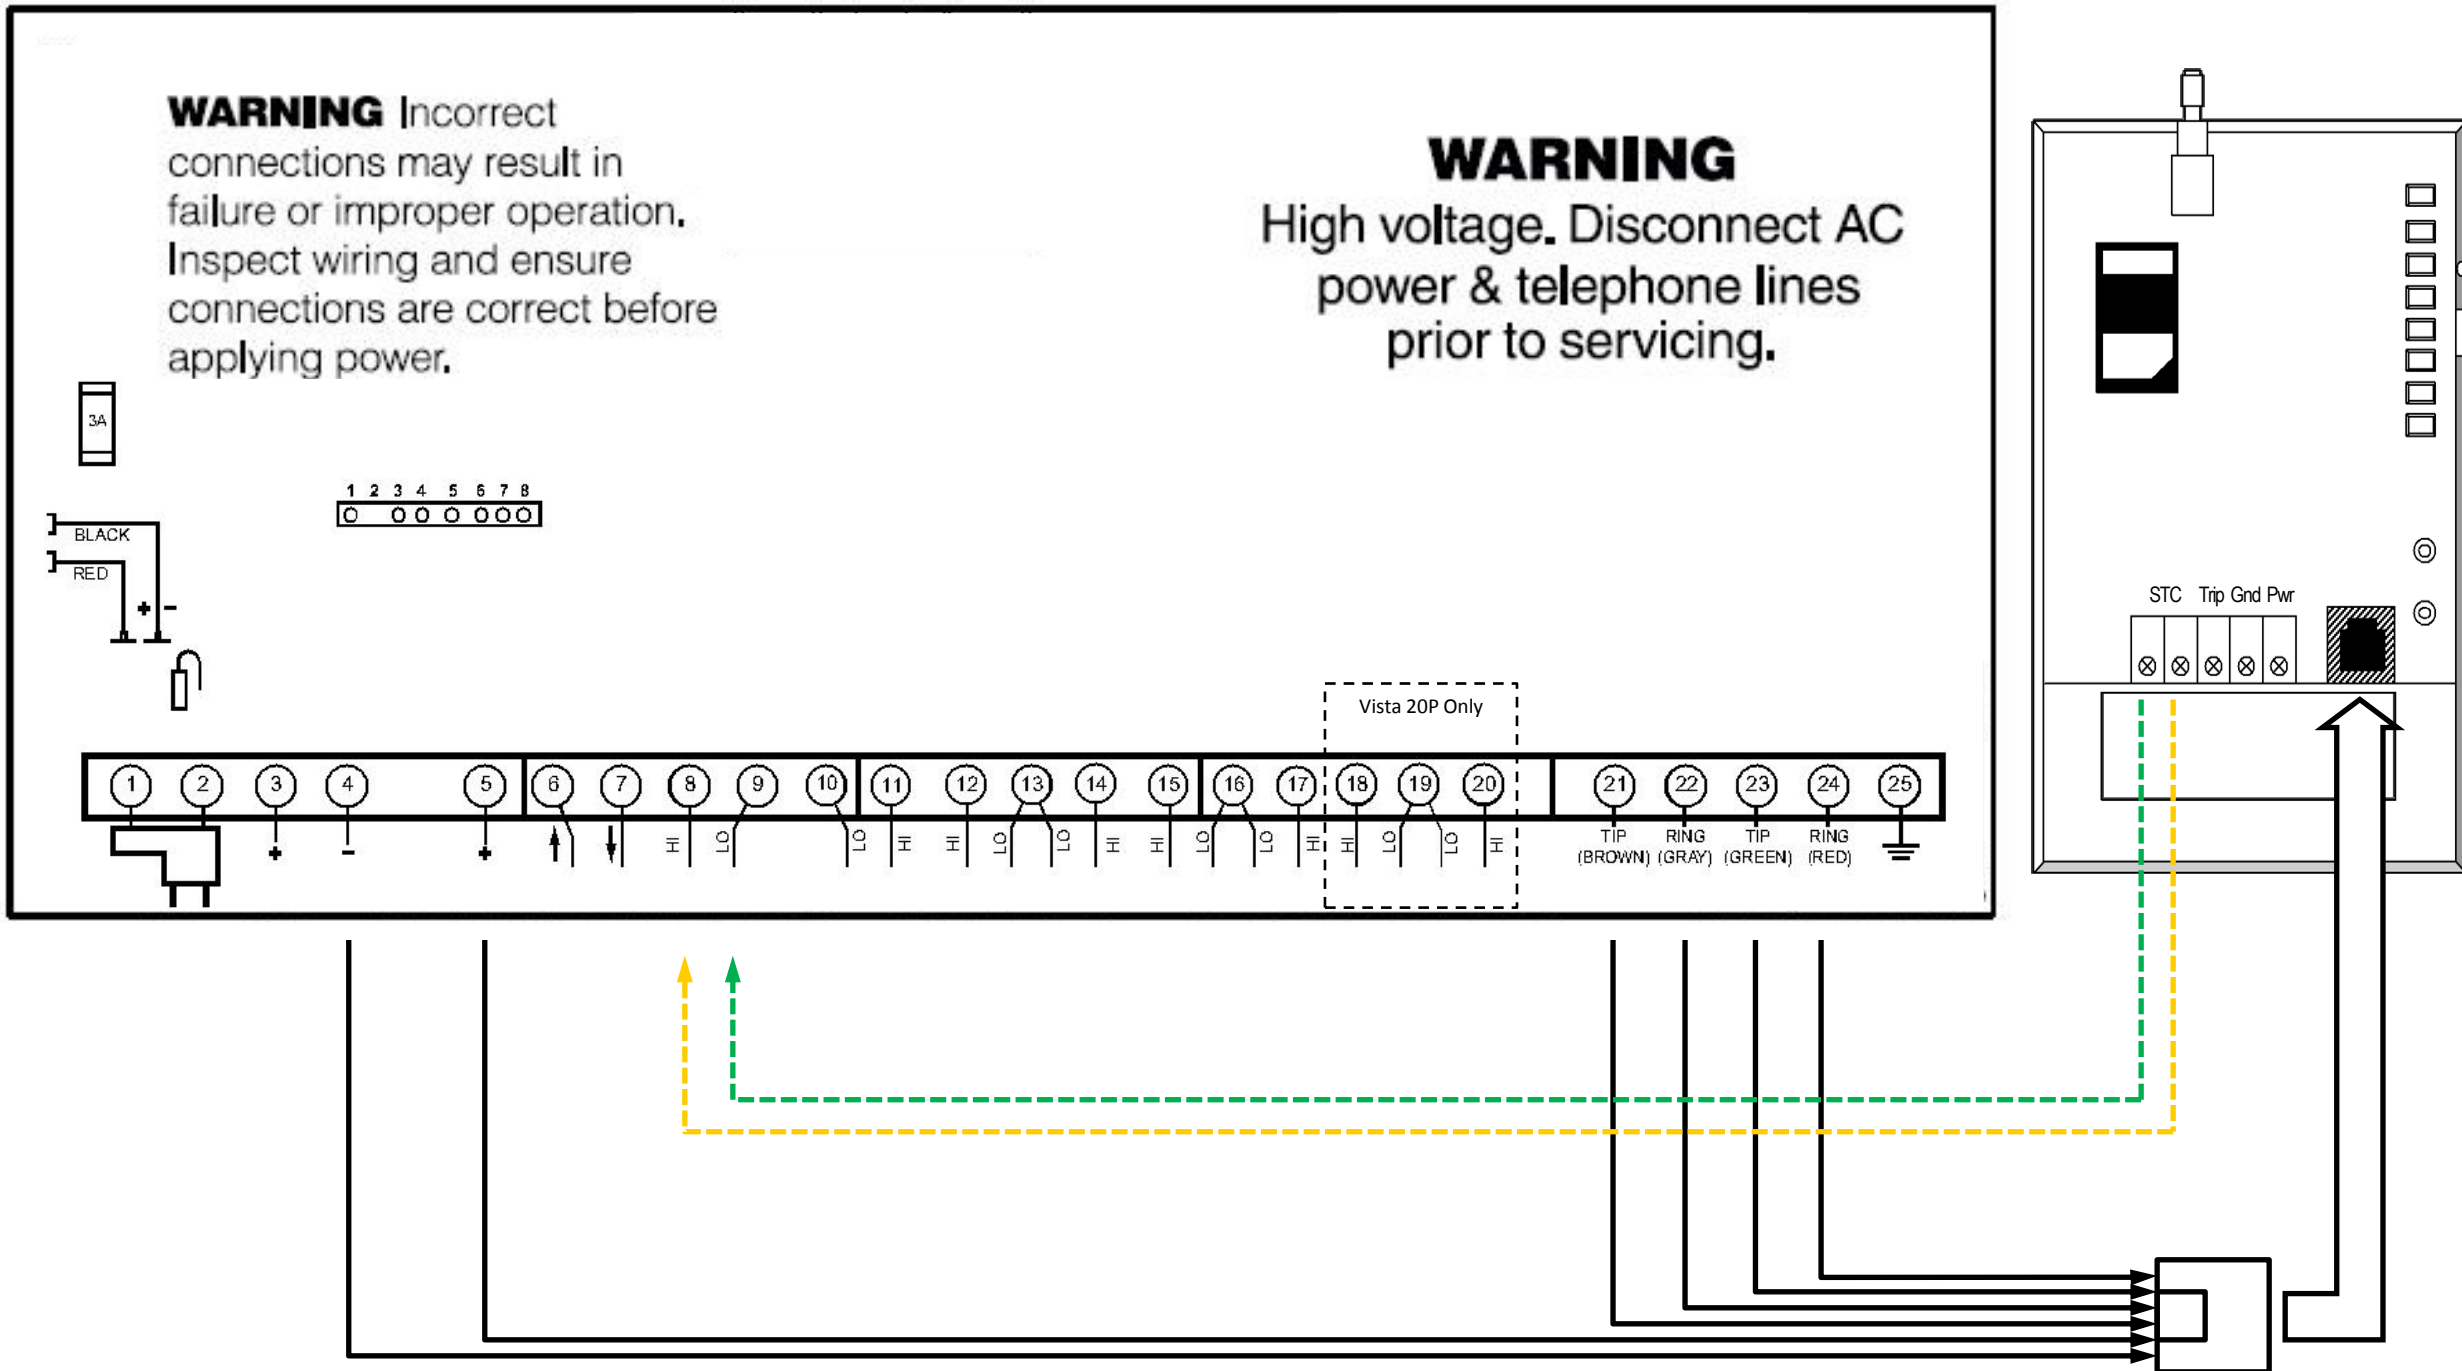 WARNING Incorrect
connections may result in
failure or improper operation.
Inspect wiring and ensure
connections are correct before
applying power.
WARNING
High voltage. Disconnect AC
power & telephone lines
prior to servicing.
3A
1 2 3 4 5 6 7 8
BLACK
RED
+ −
STC Trip Gnd Pwr
Vista 20P Only
1 2 3 4 5 6 7 8 9 10 11 12 13 14 15 16 17 18 19 20 21 22 23 24 25
+ − + HI LO LO HI HI LO LO HI HI LO LO HI HI LO LO HI
TIP RING TIP RING
(BROWN) (GRAY) (GREEN) (RED)